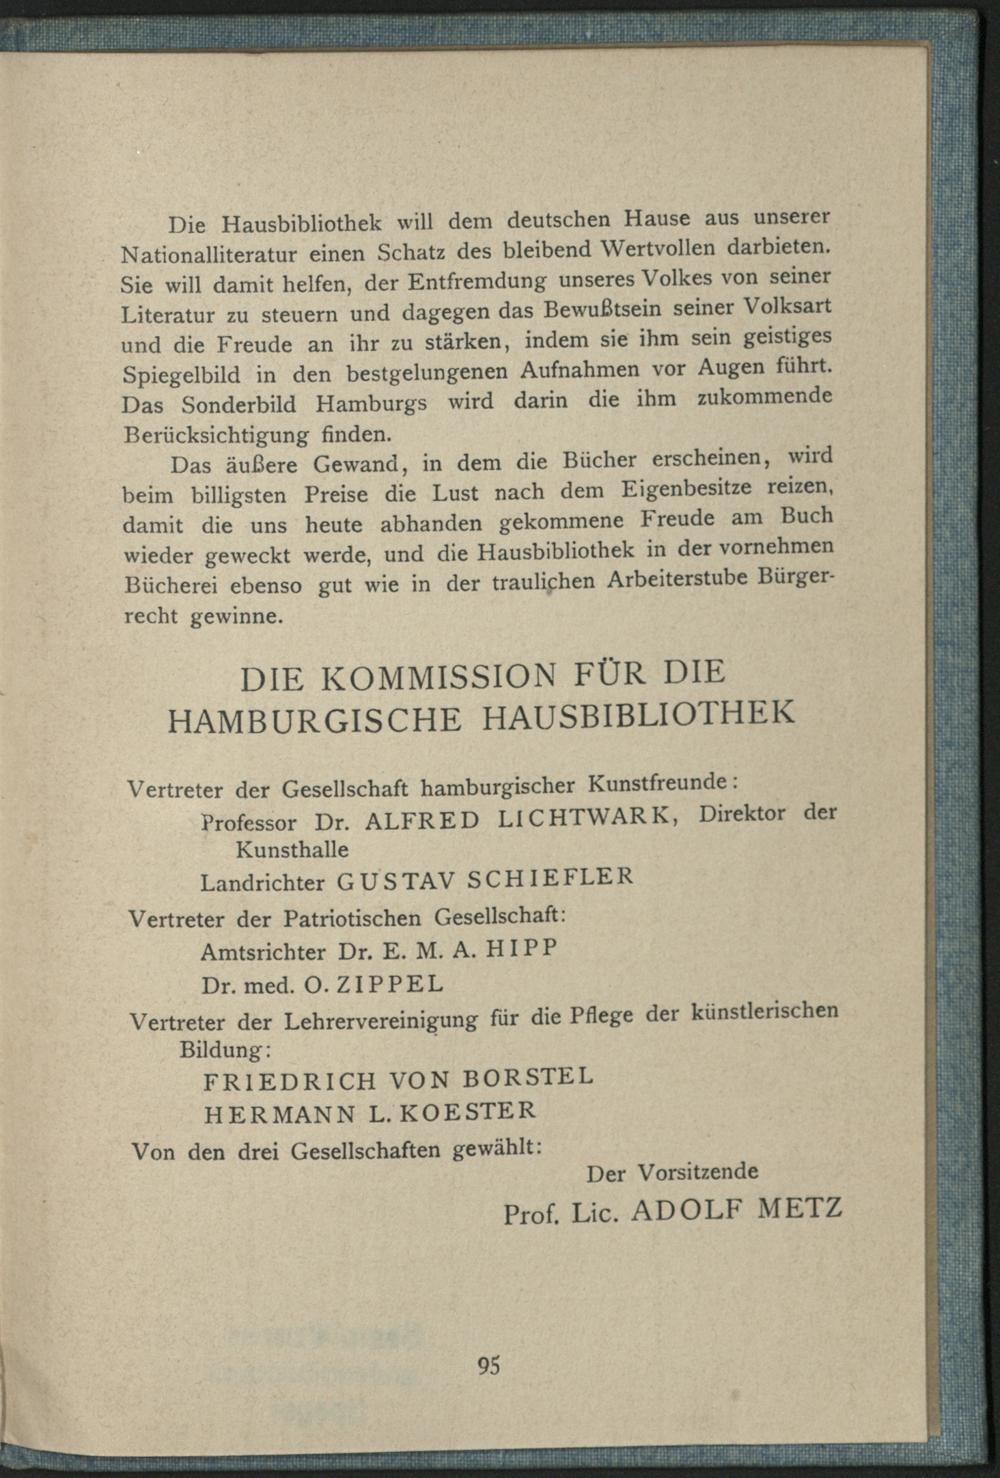 Die Hausbibliothek will dem deutschen Hause aus unserer
Nationalliteratur einen Schatz des bleibend Wertvollen darbieten.
Sie will damit helfen, der Entfremdung unseres Volkes von seiner
Literatur zu steuern und dagegen das Bewußtsein seiner Volksart
und die Freude an ihr zu stärken, indem sie ihm sein geistiges
Spiegelbild in den bestgelungenen Aufnahmen vor Augen führt.
Das Sonderbild Hamburgs wird darin die ihm zukommende
Berücksichtigung finden.
Das äußere Gewand, in dem die Bücher erscheinen, wird
beim billigsten Preise die Lust nach dem Eigenbesitze reizen,
damit die uns heute abhanden gekommene Freude am Buch
wieder geweckt werde, und die Hausbibliothek in der vornehmen
Bücherei ebenso gut wie in der traulichen Arbeiterstube Bürger-
recht gewinne.
DIE KOMMISSION FÜR DIE
HAMBURGISCHE HAUSBIBLIOTHEK
Vertreter der Gesellschaft hamburgischer Kunstfreunde:
Professor Dr. ALFRED LICHTWARK, Direktor der
Kunsthalle
Landrichter GUSTAV SCHIEFLER
Vertreter der Patriotischen Gesellschaft:
Amtsrichter Dr. E. M. A. HIPP
Dr. med. O. ZIPPEL
Vertreter der Lehrervereinigung für die Pflege der künstlerischen
Bildung:
FRIEDRICH VON BORSTEL
HERMANN L. KOESTER
Von den drei Gesellschaften gewählt:
Der Vorsitzende
Prof. Lic. ADOLF METZ
95